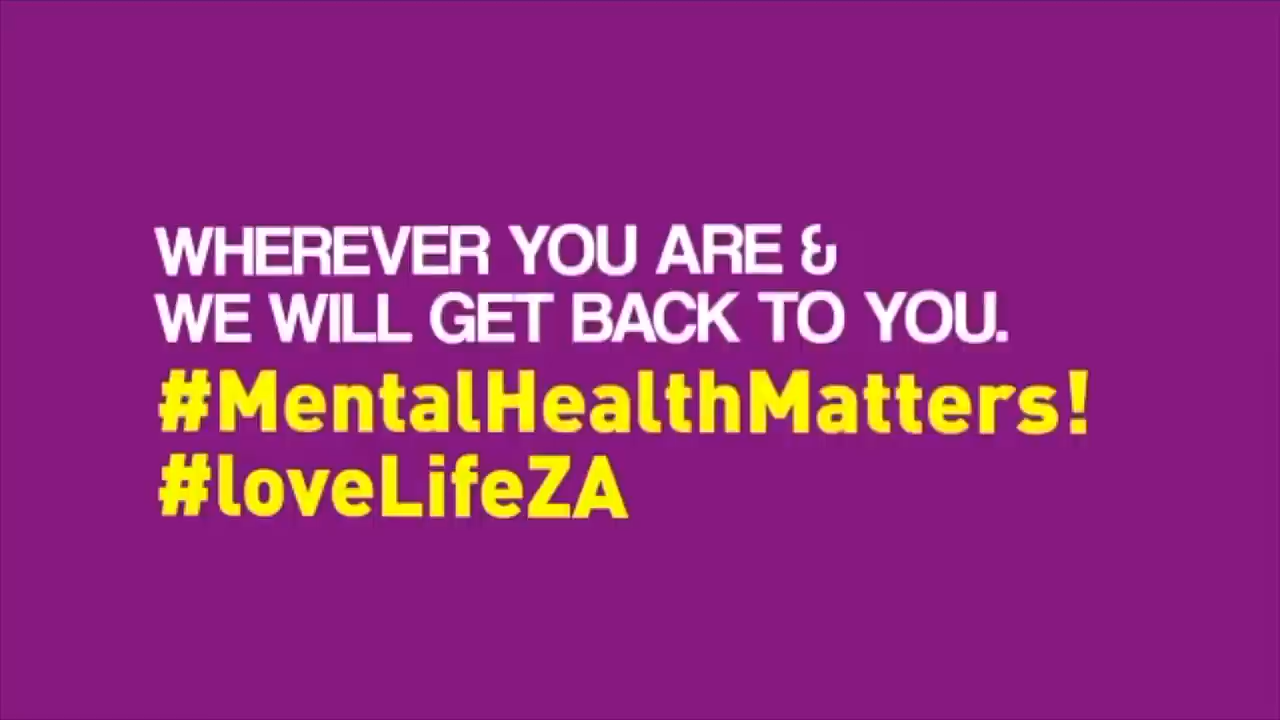 WHEREVER YOU ARE &
WE WILL GET BACK TO YOU.
#MentalHealthMatters!
#loveLifeZA